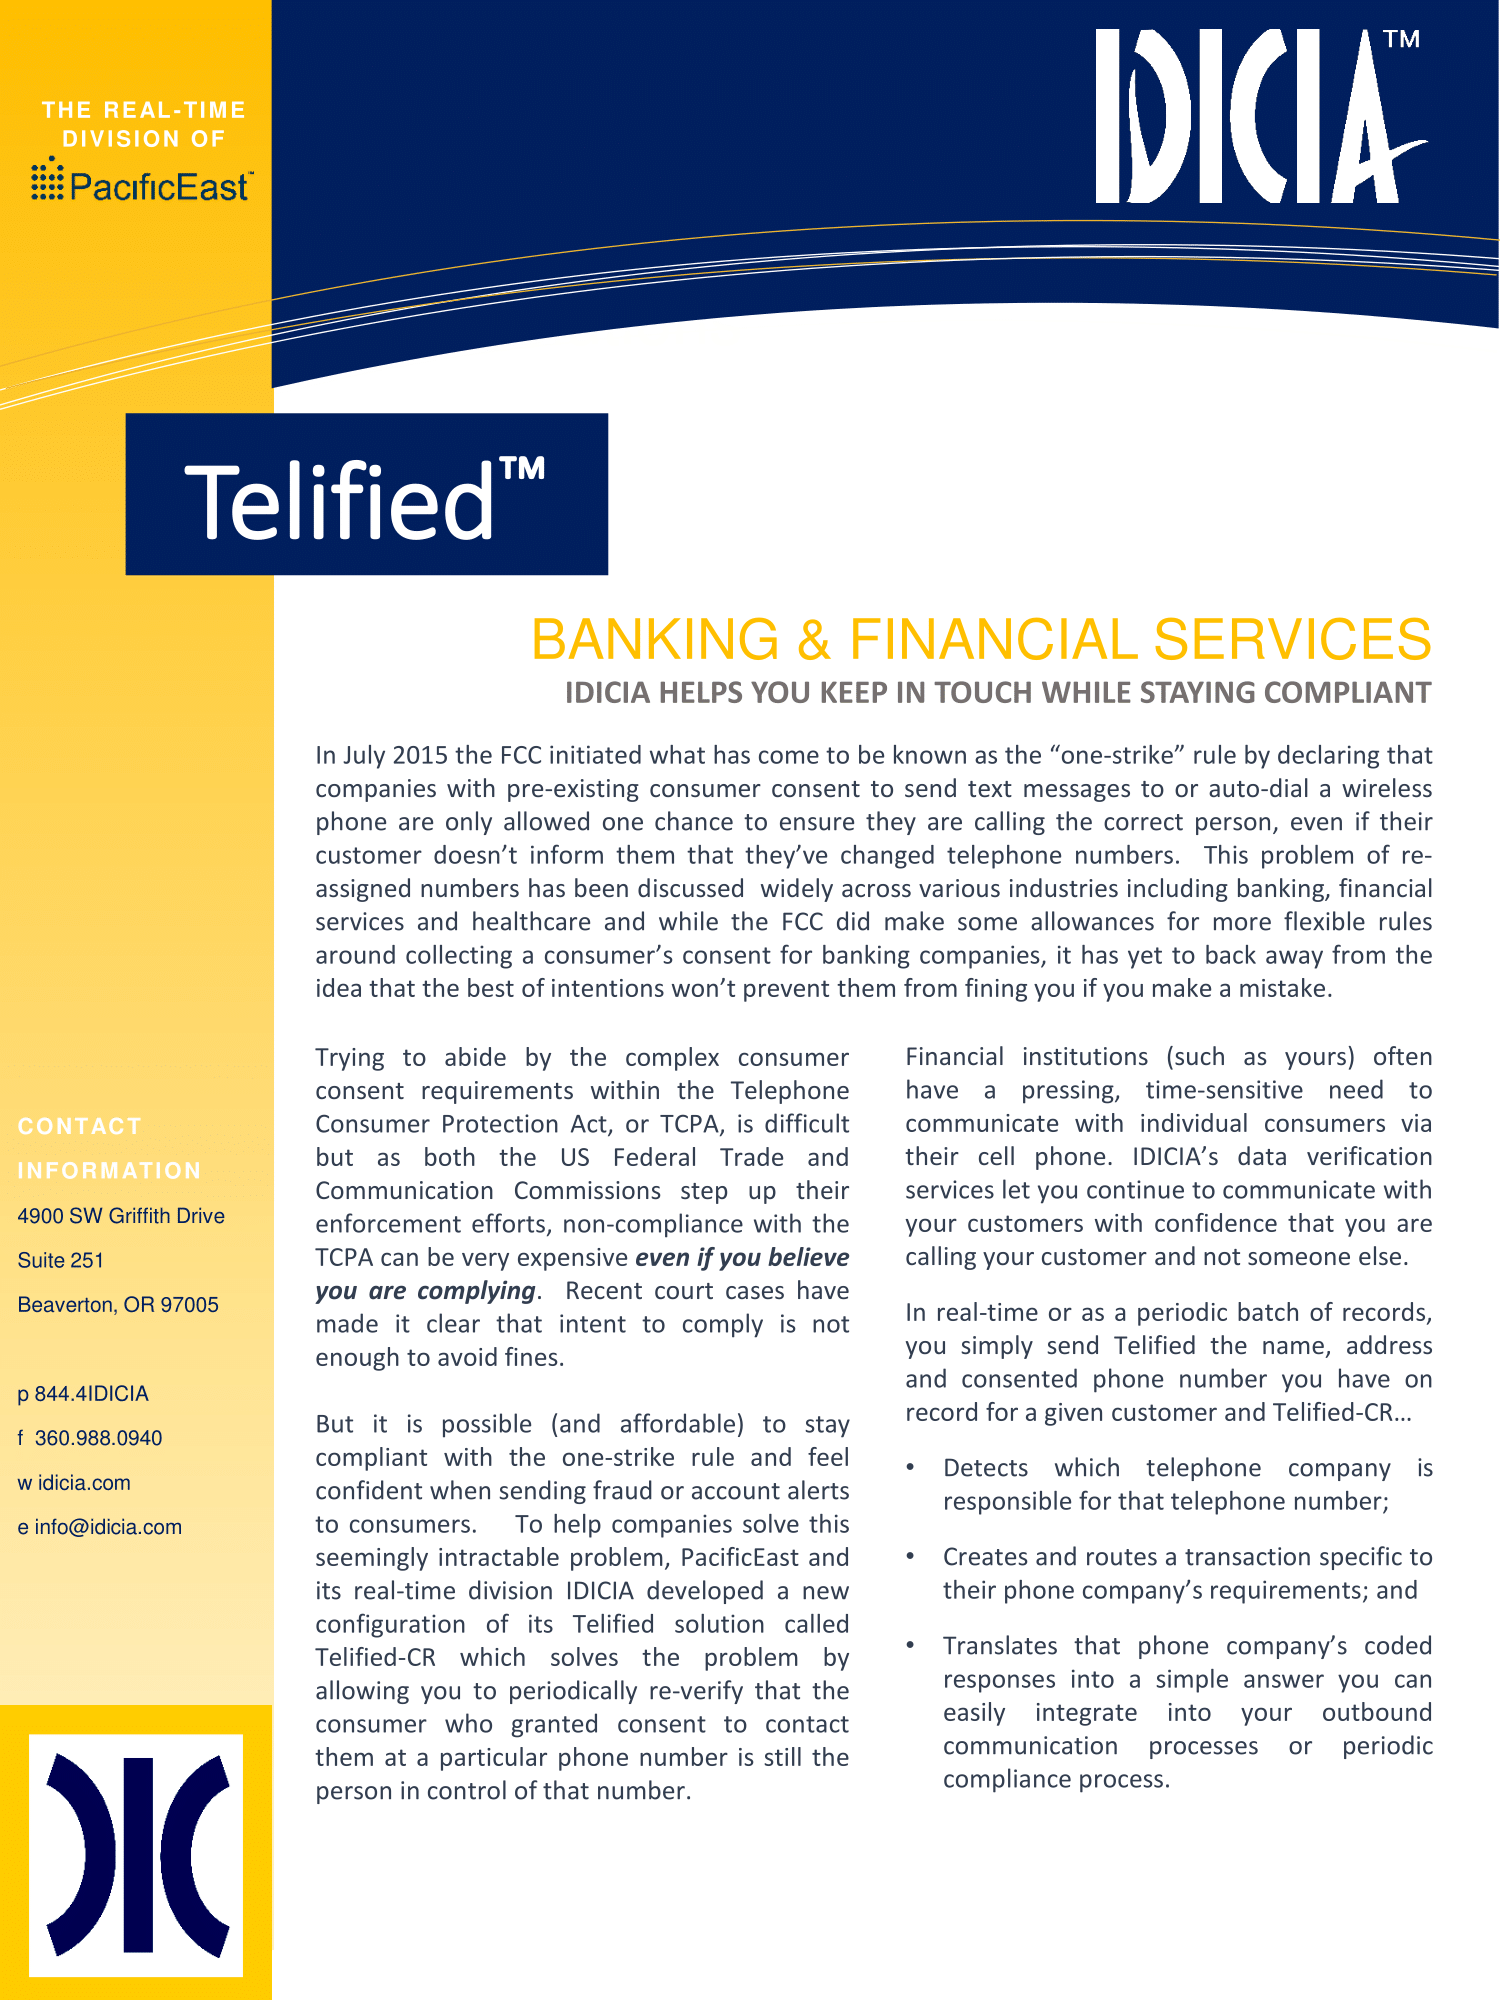 THE REAL-TIME
DIVISION OF
PacificEast™
IDICIA™
Telified™
BANKING & FINANCIAL SERVICES
IDICIA HELPS YOU KEEP IN TOUCH WHILE STAYING COMPLIANT
In July 2015 the FCC initiated what has come to be known as the “one-strike” rule by declaring that
companies with pre-existing consumer consent to send text messages to or auto-dial a wireless
phone are only allowed one chance to ensure they are calling the correct person, even if their
customer doesn’t inform them that they’ve changed telephone numbers. This problem of re-
assigned numbers has been discussed widely across various industries including banking, financial
services and healthcare and while the FCC did make some allowances for more flexible rules
around collecting a consumer’s consent for banking companies, it has yet to back away from the
idea that the best of intentions won’t prevent them from fining you if you make a mistake.
Trying to abide by the complex consumer
consent requirements within the Telephone
Consumer Protection Act, or TCPA, is difficult
but as both the US Federal Trade and
Communication Commissions step up their
enforcement efforts, non-compliance with the
TCPA can be very expensive even if you believe
you are complying. Recent court cases have
made it clear that intent to comply is not
enough to avoid fines.
But it is possible (and affordable) to stay
compliant with the one-strike rule and feel
confident when sending fraud or account alerts
to consumers. To help companies solve this
seemingly intractable problem, PacificEast and
its real-time division IDICIA developed a new
configuration of its Telified solution called
Telified-CR which solves the problem by
allowing you to periodically re-verify that the
consumer who granted consent to contact
them at a particular phone number is still the
person in control of that number.
Financial institutions (such as yours) often
have a pressing, time-sensitive need to
communicate with individual consumers via
their cell phone. IDICIA’s data verification
services let you continue to communicate with
your customers with confidence that you are
calling your customer and not someone else.
In real-time or as a periodic batch of records,
you simply send Telified the name, address
and consented phone number you have on
record for a given customer and Telified-CR…
• Detects which telephone company is
responsible for that telephone number;
• Creates and routes a transaction specific to
their phone company’s requirements; and
• Translates that phone company’s coded
responses into a simple answer you can
easily integrate into your outbound
communication processes or periodic
compliance process.
CONTACT
INFORMATION
4900 SW Griffith Drive
Suite 251
Beaverton, OR 97005
p 844.4IDICIA
f 360.988.0940
w idicia.com
e info@idicia.com